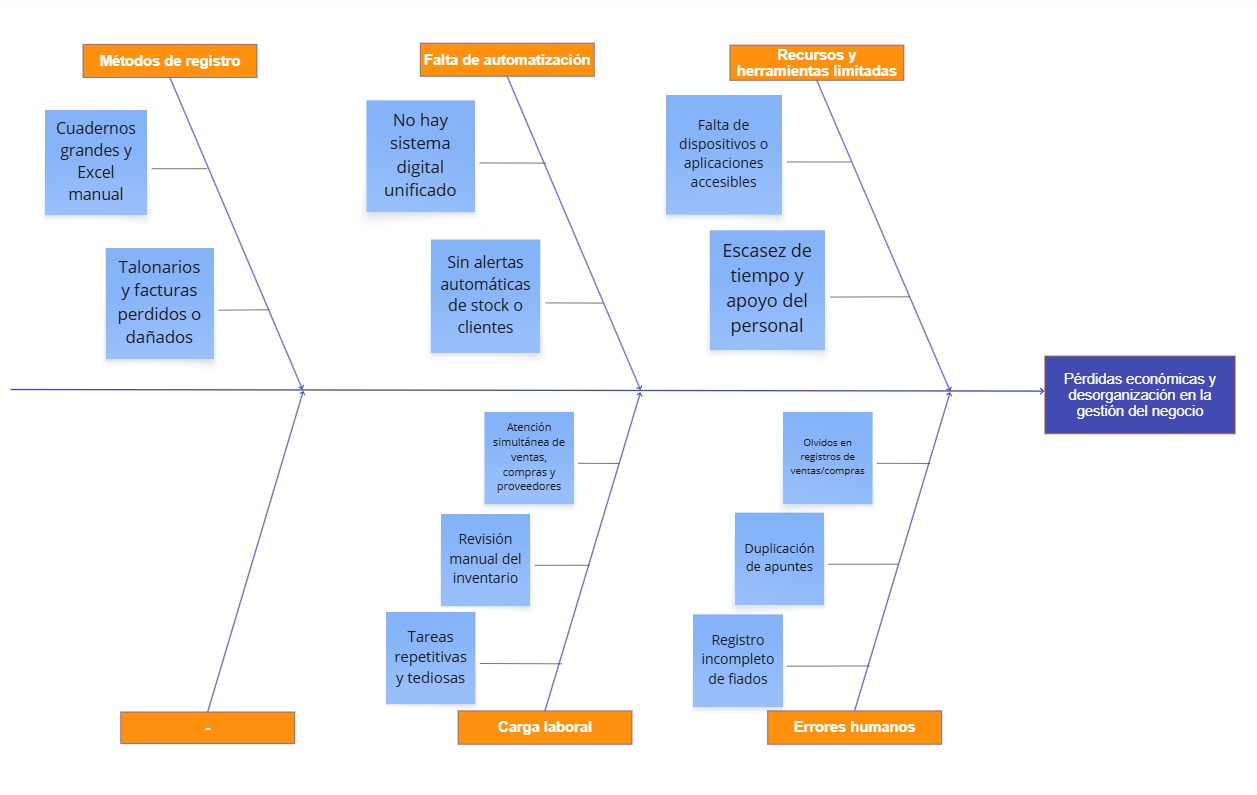 Métodos de registro
Falta de automatización
Recursos y
herramientas limitadas
Cuadernos
grandes y
Excel
manual
No hay
sistema
digital
unificado
Falta de
dispositivos o
aplicaciones
accesibles
Talonarios
y facturas
perdidos o
dañados
Sin alertas
automáticas
de stock o
clientes
Escasez de
tiempo y
apoyo del
personal
Pérdidas económicas y
desorganización en la
gestión del negocio
Atención
simultánea de
ventas,
compras y
proveedores
Olvidos en
registros de
ventas/compras
Revisión
manual del
inventario
Duplicación
de apuntes
Tareas
repetitivas
y tediosas
Registro
incompleto
de fiados
-
Carga laboral
Errores humanos